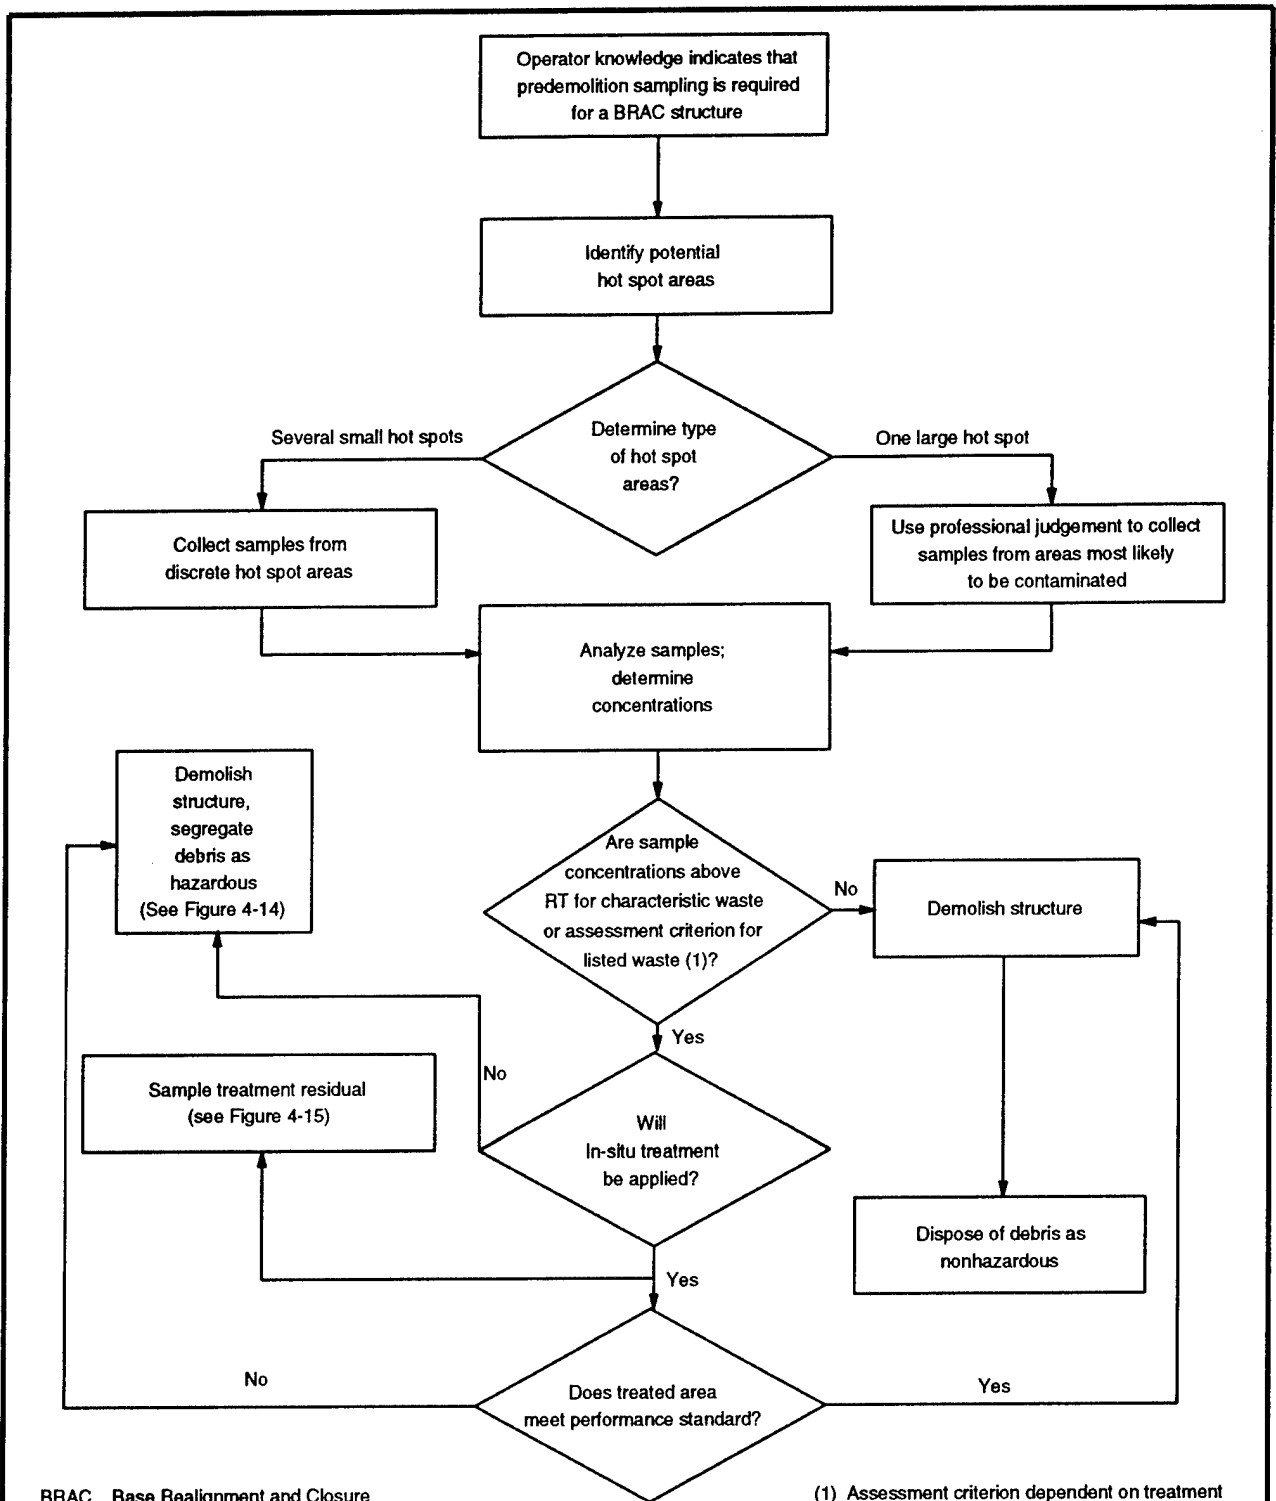 Operator knowledge indicates that
predemolition sampling is required
for a BRAC structure
Identify potential
hot spot areas
Determine type
of hot spot
areas?
Several small hot spots
One large hot spot
Collect samples from
discrete hot spot areas
Use professional judgement to collect
samples from areas most likely
to be contaminated
Analyze samples;
determine
concentrations
Demolish
structure,
segregate
debris as
hazardous
(See Figure 4-14)
Are sample
concentrations above
RT for characteristic waste
or assessment criterion for
listed waste (1)?
No
Demolish structure
Yes
No
Sample treatment residual
(see Figure 4-15)
Will
In-situ treatment
be applied?
Dispose of debris as
nonhazardous
Yes
No
Does treated area
meet performance standard?
Yes
BRAC Base Realignment and Closure
(1) Assessment criterion dependent on treatment